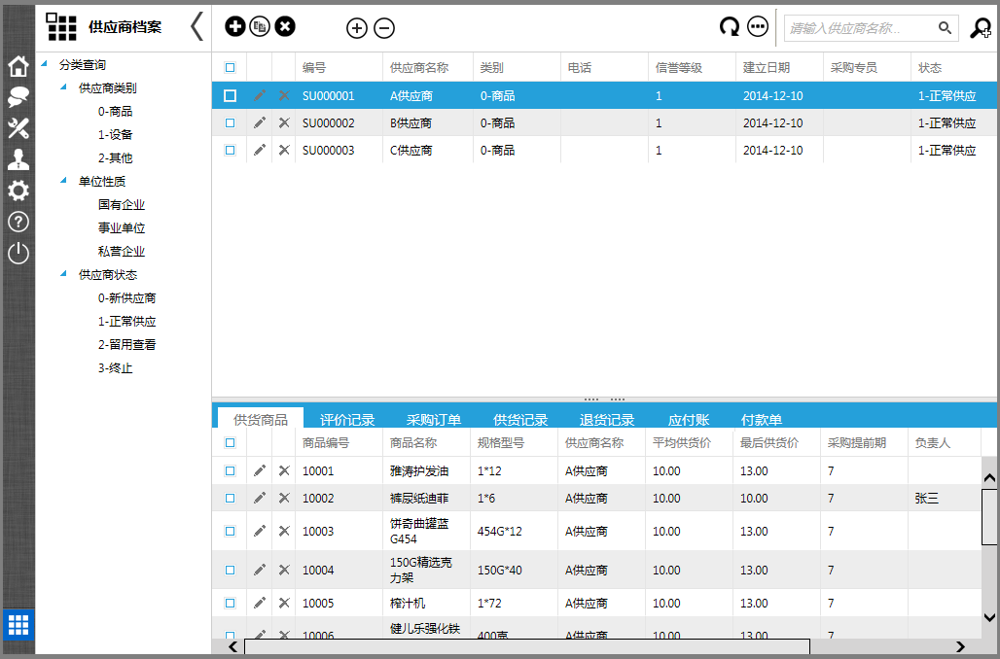 供应商档案
请输入供应商名称...
分类查询
供应商类别
0-商品
1-设备
2-其他
单位性质
国有企业
事业单位
私营企业
供应商状态
0-新供应商
1-正常供应
2-留用查看
3-终止
编号 供应商名称 类别 电话 信誉等级 建立日期 采购专员 状态
SU000001 A供应商 0-商品 1 2014-12-10 1-正常供应
SU000002 B供应商 0-商品 1 2014-12-10 1-正常供应
SU000003 C供应商 0-商品 1 2014-12-10 1-正常供应
供货商品 评价记录 采购订单 供货记录 退货记录 应付账 付款单
商品编号 商品名称 规格型号 供应商名称 平均供货价 最后供货价 采购提前期 负责人
10001 雅涛护发油 1*12 A供应商 10.00 13.00 7
10002 裤尿纸迪菲 1*6 A供应商 10.00 10.00 7 张三
10003 饼奇曲罐蓝 454G*12 A供应商 10.00 13.00 7
G454
10004 150G精选克 150G*40 A供应商 10.00 13.00 7
力架
10005 榨汁机 1*72 A供应商 10.00 13.00 7
10006 健儿乐强化铁 400克 A供应商 10.00 13.00 7